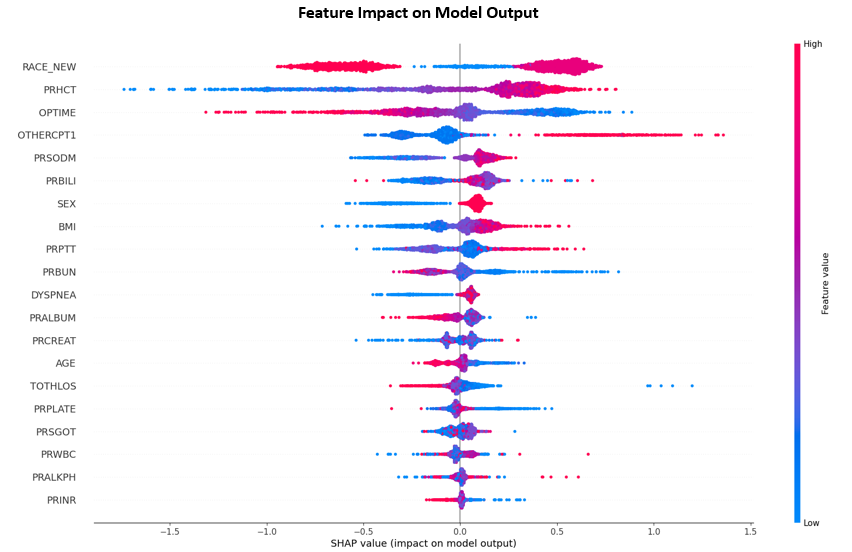 Feature Impact on Model Output
High
RACE_NEW
PRHCT
OPTIME
OTHERCPT1
PRSODM
PRBILI
SEX
BMI
PRPTT
PRBUN
DYSPNEA
PRALBUM
PRCREAT
AGE
TOTHLOS
PRPLATE
PRSGOT
PRWBC
PRALKPH
PRINR
Feature value
Low
−1.5 −1.0 −0.5 0.0 0.5 1.0 1.5
SHAP value (impact on model output)